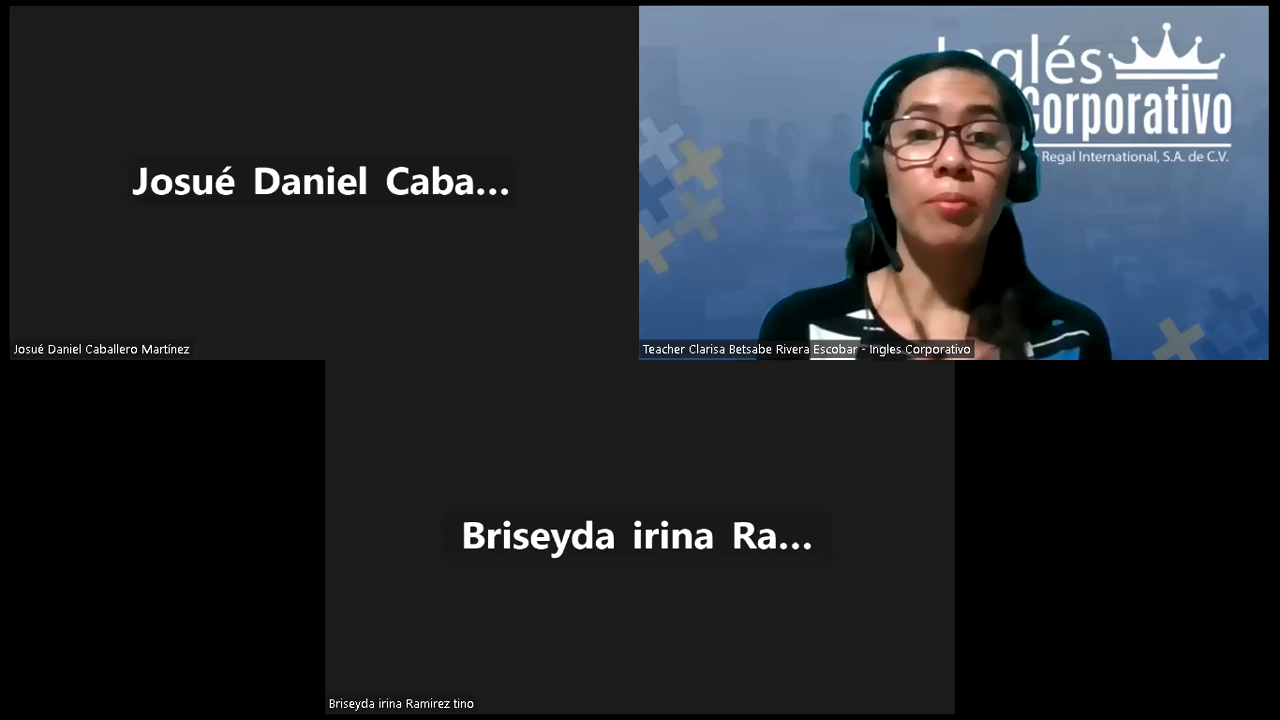 Josué Daniel Caba...
Josué Daniel Caballero Martínez
Inglés
Corporativo
Regal International, S.A. de C.V.
Teacher Clarisa Betsabe Rivera Escobar - Ingles Corporativo
Briseyda irina Ra...
Briseyda irina Ramirez tino